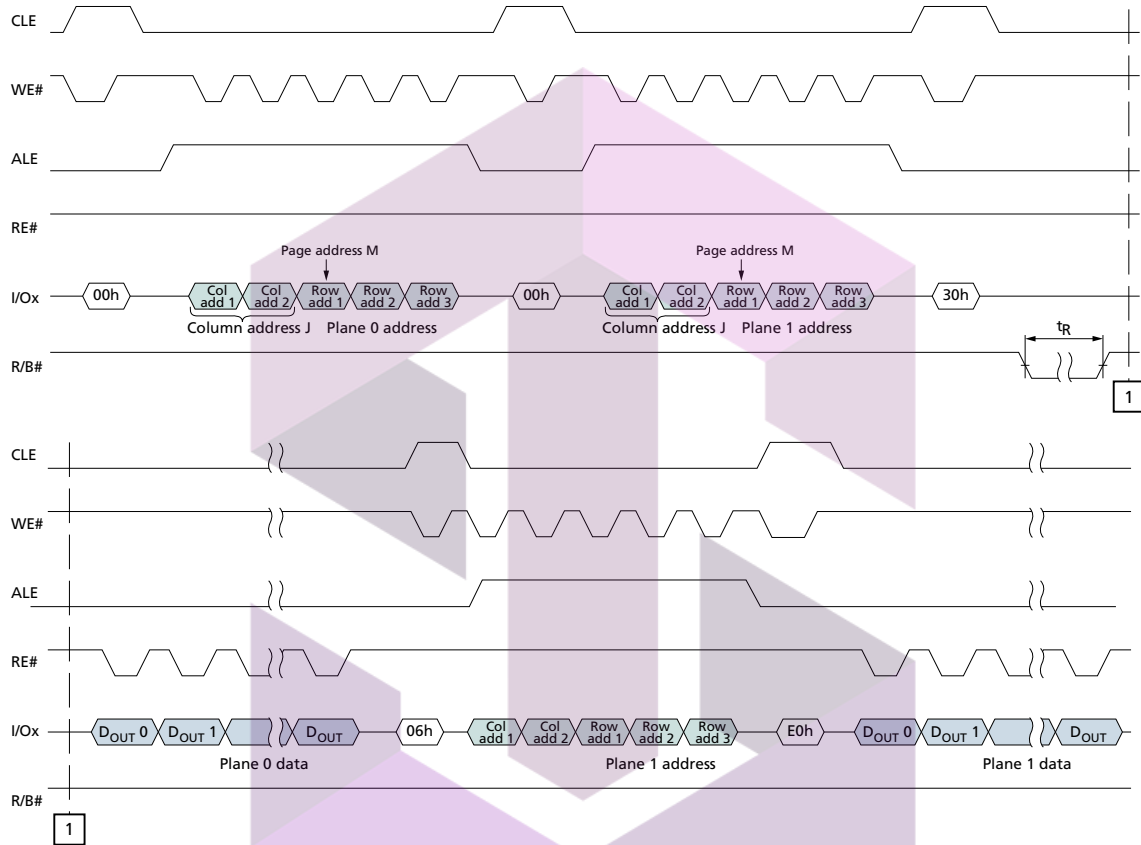 CLE
WE#
ALE
RE#
Page address M
Page address M
I/Ox
00h
Col add 1
Col add 2
Row add 1
Row add 2
Row add 3
00h
Col add 1
Col add 2
Row add 1
Row add 2
Row add 3
30h
Column address J
Plane 0 address
Column address J
Plane 1 address
tR
R/B#
1
CLE
WE#
ALE
RE#
I/Ox
DOUT 0
DOUT 1
DOUT
06h
Col add 1
Col add 2
Row add 1
Row add 2
Row add 3
E0h
DOUT 0
DOUT 1
DOUT
Plane 0 data
Plane 1 address
Plane 1 data
R/B#
1